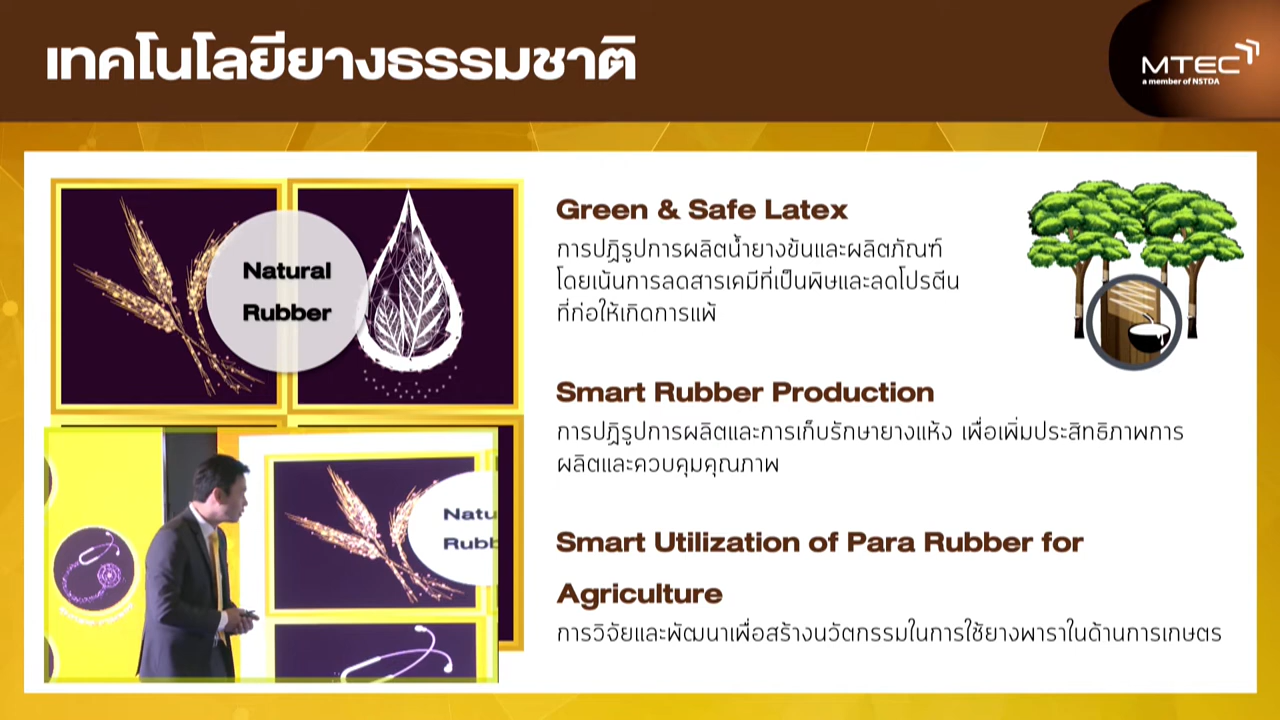 เทคโนโลยียางธรรมชาติ
MTEC
a member of NSTDA
Natural
Rubber
Green & Safe Latex
การปฏิรูปการผลิตน้ำยางข้นและผลิตภัณฑ์
โดยเน้นการลดสารเคมีที่เป็นพิษและลดโปรตีน
ที่ก่อให้เกิดการแพ้
Smart Rubber Production
การปฏิรูปการผลิตและการเก็บรักษายางแห้ง เพื่อเพิ่มประสิทธิภาพการ
ผลิตและควบคุมคุณภาพ
Smart Utilization of Para Rubber for
Agriculture
การวิจัยและพัฒนาเพื่อสร้างนวัตกรรมในการใช้ยางพาราในด้านการเกษตร
Natu
Rubb